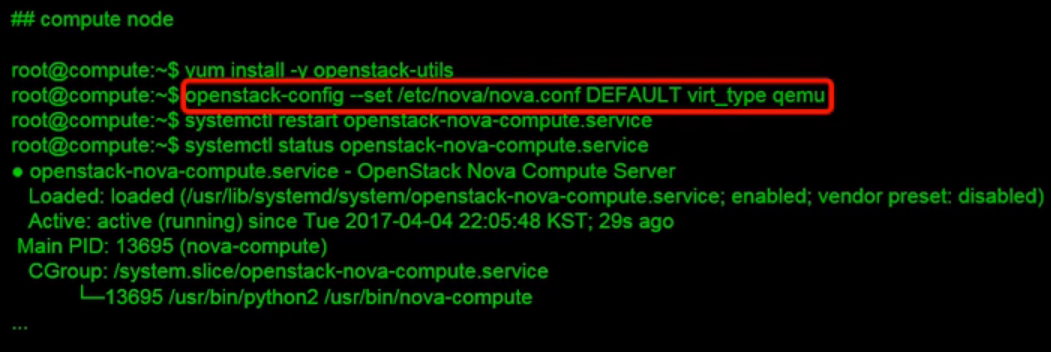 ## compute node
root@compute:~$ yum install -y openstack-utils
root@compute:~$ openstack-config --set /etc/nova/nova.conf DEFAULT virt_type qemu
root@compute:~$ systemctl restart openstack-nova-compute.service
root@compute:~$ systemctl status openstack-nova-compute.service
● openstack-nova-compute.service - OpenStack Nova Compute Server
Loaded: loaded (/usr/lib/systemd/system/openstack-nova-compute.service; enabled; vendor preset: disabled)
Active: active (running) since Tue 2017-04-04 22:05:48 KST; 29s ago
Main PID: 13695 (nova-compute)
CGroup: /system.slice/openstack-nova-compute.service
└─13695 /usr/bin/python2 /usr/bin/nova-compute
...